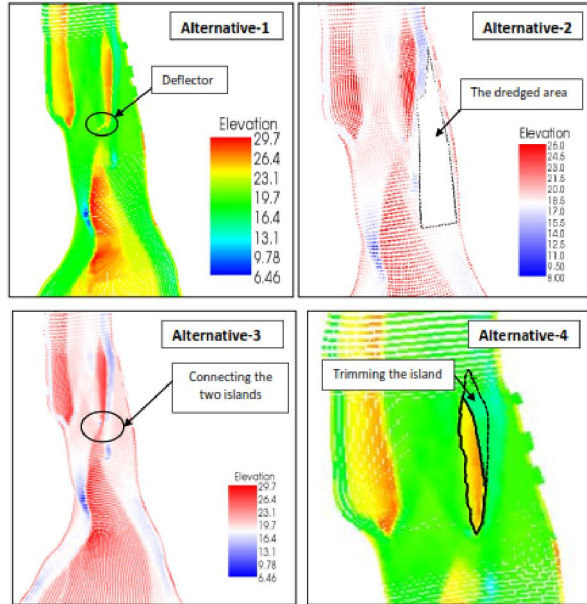 Alternative-1
Deflector
Elevation
29.7
26.4
23.0
19.7
16.4
13.1
9.78
6.46
Alternative-2
The dredged area
Elevation
26.0
24.5
23.0
21.5
20.0
18.5
17.0
15.5
14.0
12.5
11.0
9.50
8.00
Alternative-3
Connecting the
two islands
Elevation
29.7
26.4
23.0
19.7
16.4
13.1
9.78
6.46
Alternative-4
Trimming the island